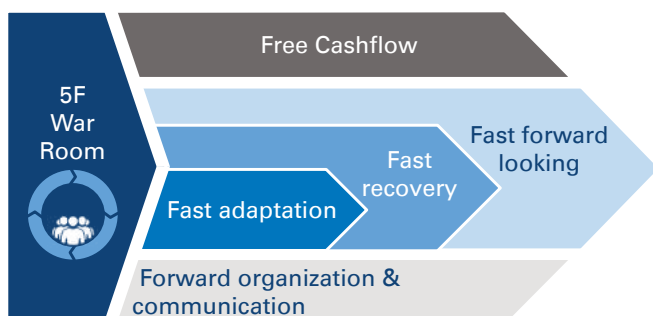 5F
War
Room
Free Cashflow
Fast adaptation
Fast
recovery
Fast forward
looking
Forward organization &
communication